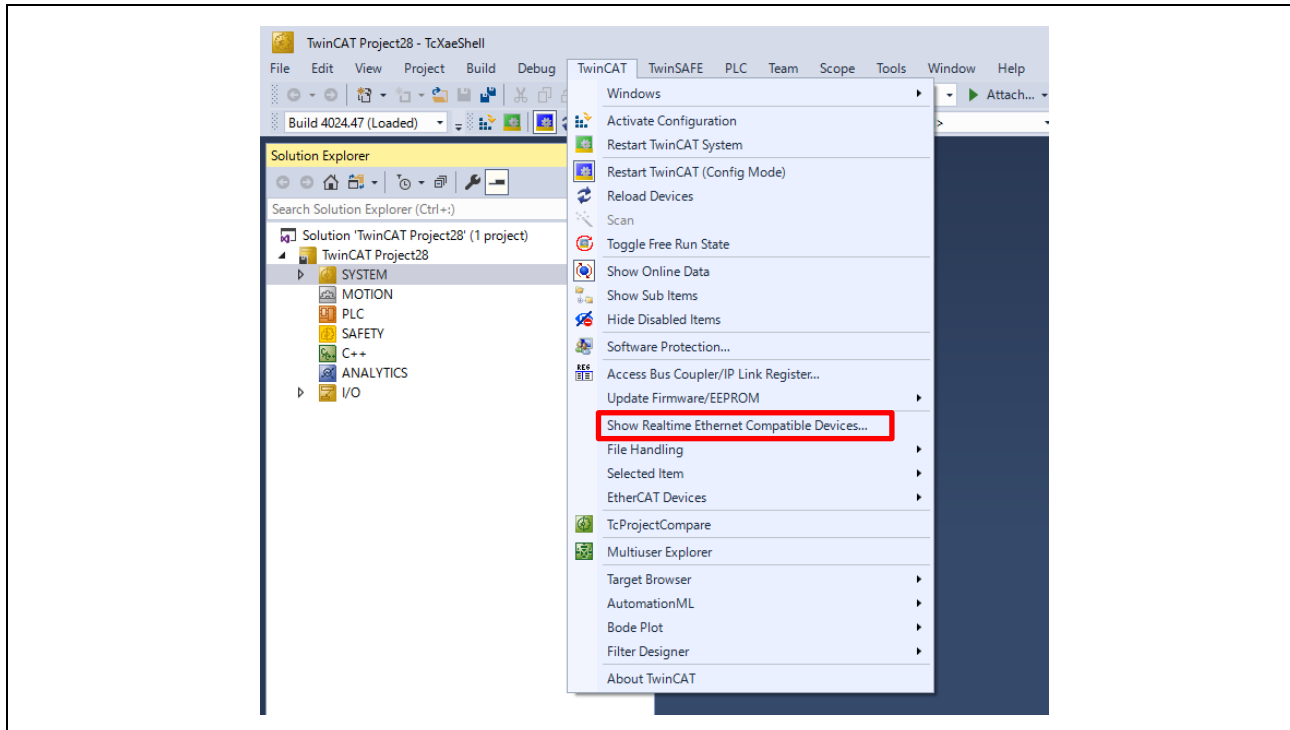 TwinCAT Project28 - TcXaeShell
File Edit View Project Build Debug TwinCAT TwinSAFE PLC Team Scope Tools Window Help
Attach...
Build 4024.47 (Loaded)
Solution Explorer
Search Solution Explorer (Ctrl+:)
Solution 'TwinCAT Project28' (1 project)
TwinCAT Project28
SYSTEM
MOTION
PLC
SAFETY
C++
ANALYTICS
I/O
Windows
Activate Configuration
Restart TwinCAT System
Restart TwinCAT (Config Mode)
Reload Devices
Scan
Toggle Free Run State
Show Online Data
Show Sub Items
Hide Disabled Items
Software Protection...
Access Bus Coupler/IP Link Register...
Update Firmware/EEPROM
Show Realtime Ethernet Compatible Devices...
File Handling
Selected Item
EtherCAT Devices
TcProjectCompare
Multiuser Explorer
Target Browser
AutomationML
Bode Plot
Filter Designer
About TwinCAT